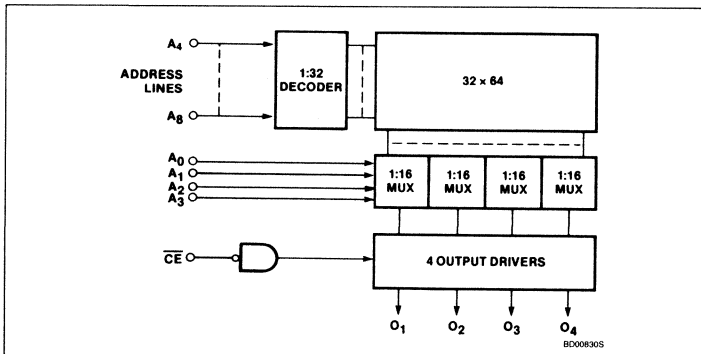 A4
1:32
DECODER
32 × 64
ADDRESS
LINES
A8
A0
A1
A2
A3
1:16
MUX
1:16
MUX
1:16
MUX
1:16
MUX
CE
4 OUTPUT DRIVERS
O1 O2 O3 O4
BD00830S